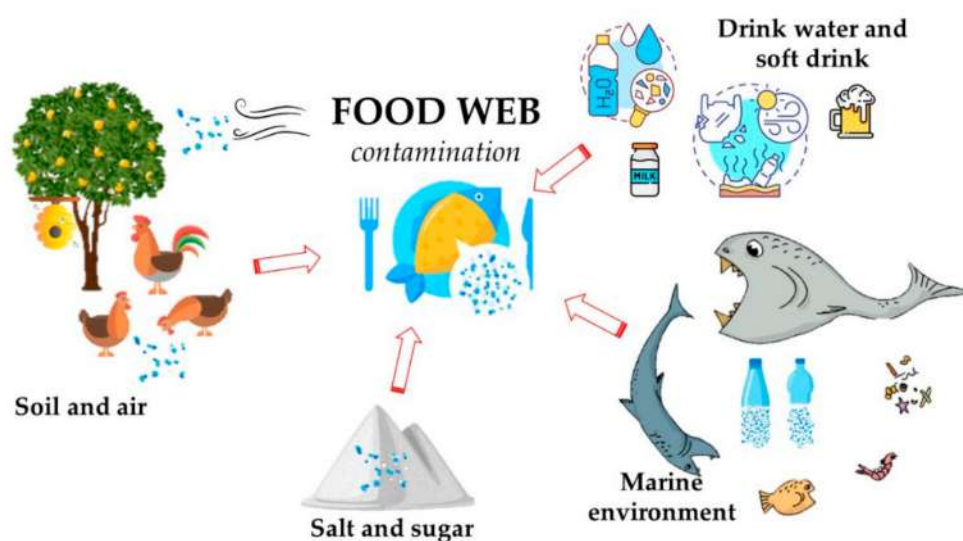 Drink water and
soft drink
FOOD WEB
contamination
H₂O
MILK
Soil and air
Salt and sugar
Marine
environment